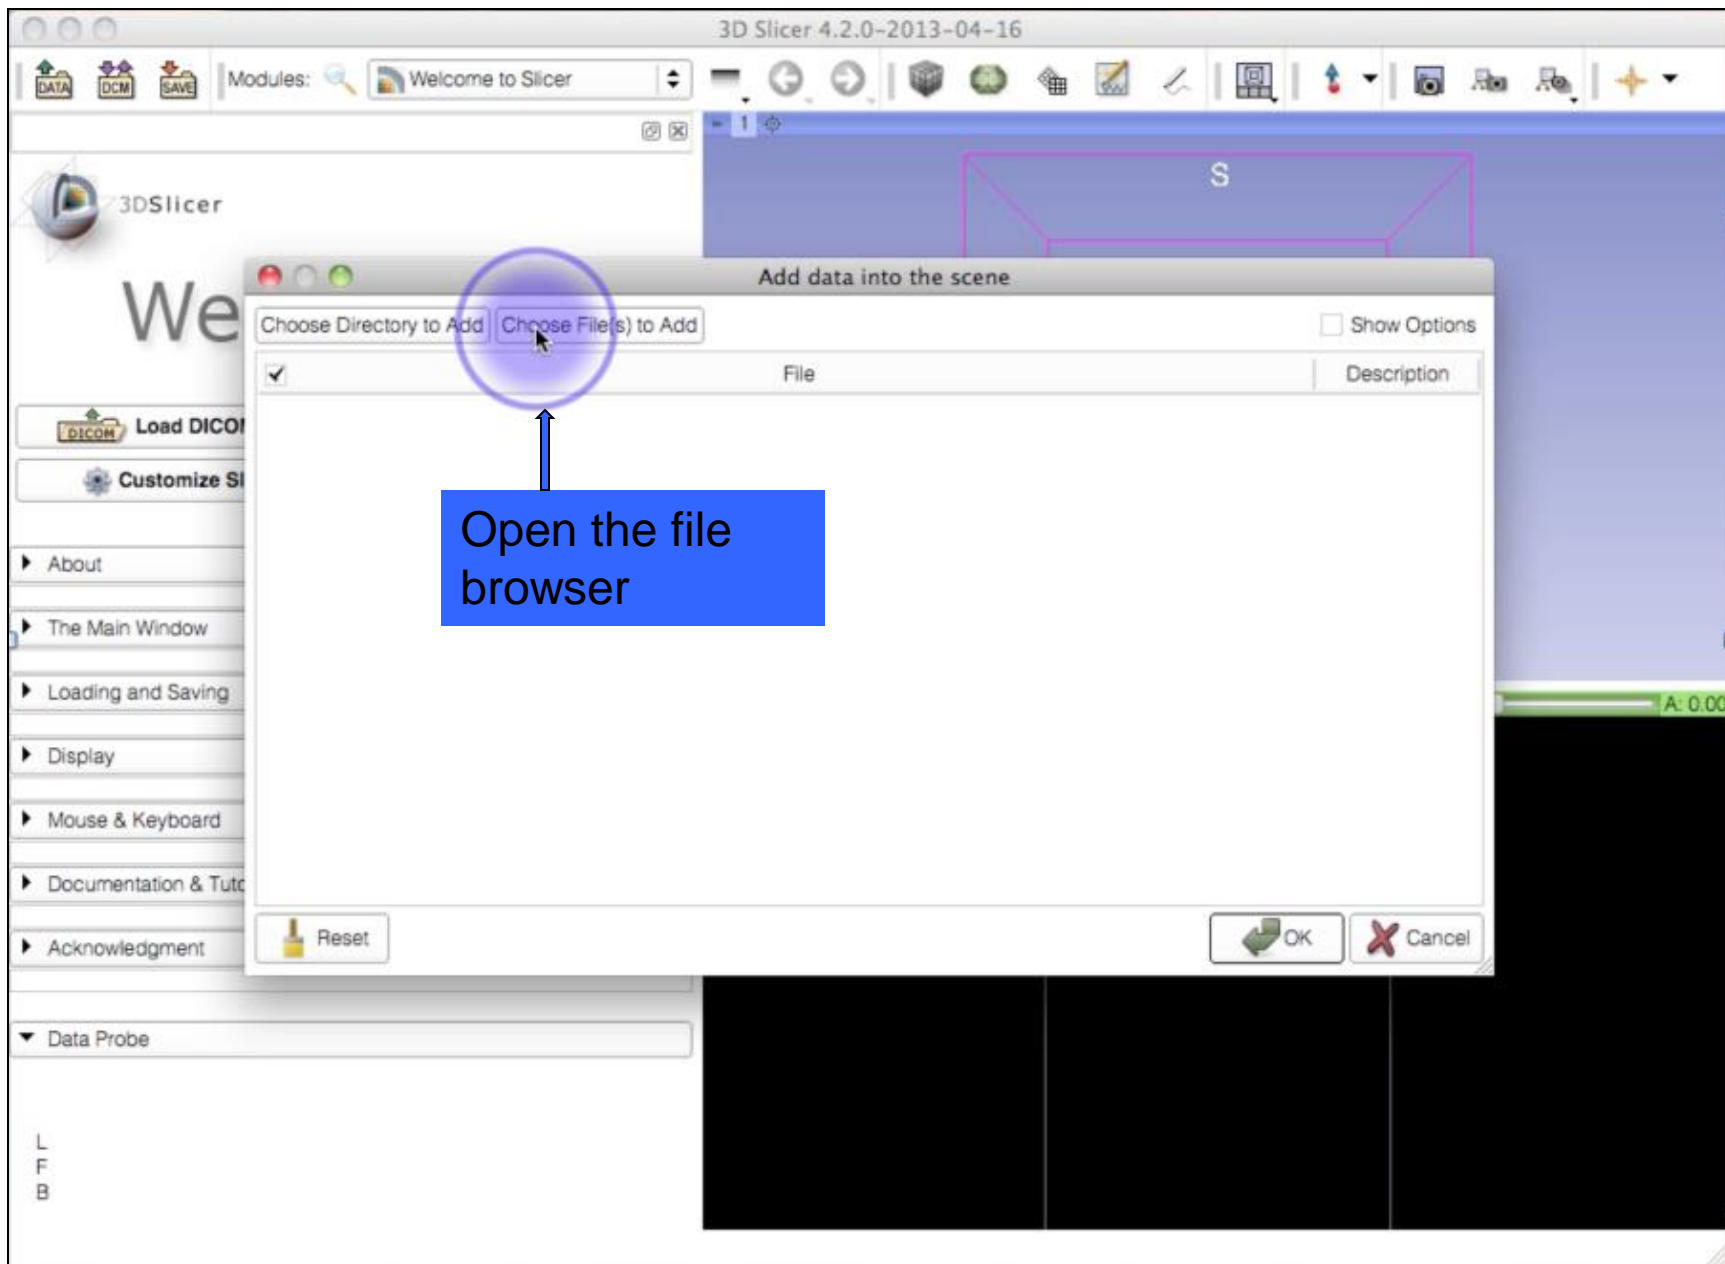 3D Slicer 4.2.0-2013-04-16
DATA DCM SAVE Modules: Welcome to Slicer
1
S
3DSlicer
We
Add data into the scene
Choose Directory to Add Choose File(s) to Add Show Options
File Description
DICOM Load DICO
Customize Sl
Open the file
browser
About
The Main Window
Loading and Saving
A: 0.00
Display
Mouse & Keyboard
Documentation & Tuto
Acknowledgment
Reset OK Cancel
Data Probe
L
F
B